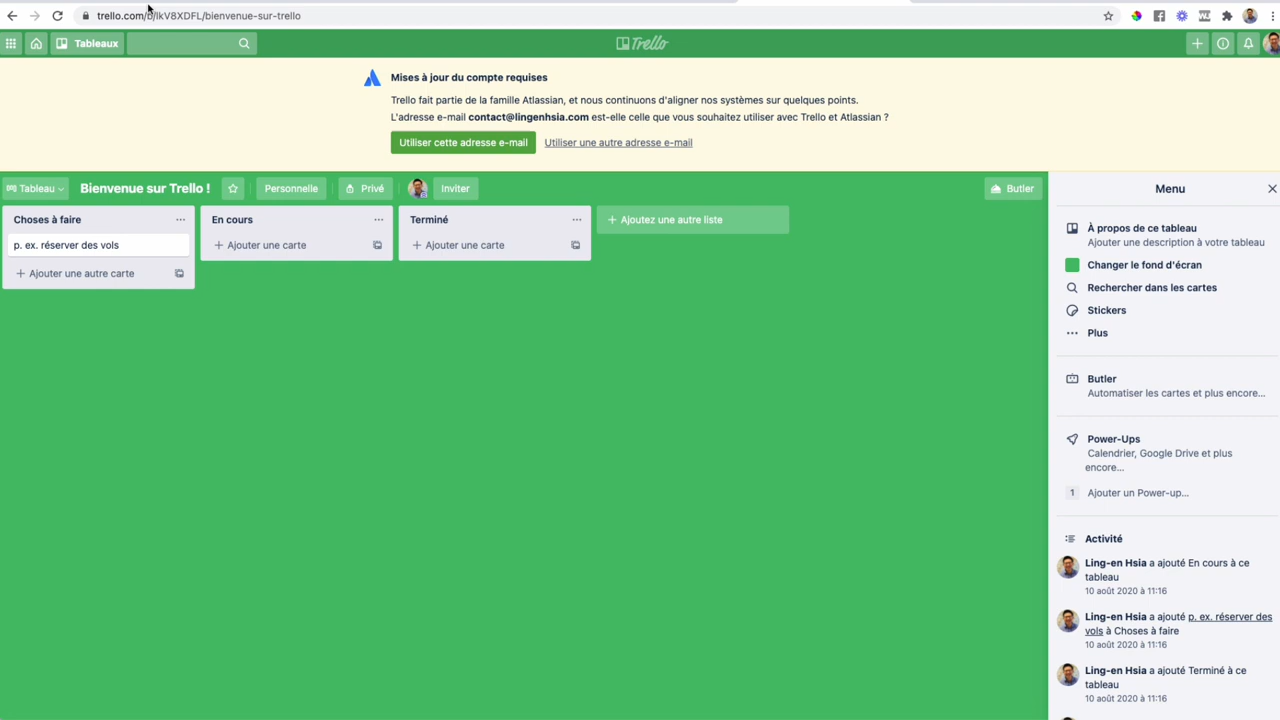 trello.com/b/lkV8XDFL/bienvenue-sur-trello
Tableaux
Trello
Mises à jour du compte requises
Trello fait partie de la famille Atlassian, et nous continuons d'aligner nos systèmes sur quelques points.
L'adresse e-mail contact@lingenhsia.com est-elle celle que vous souhaitez utiliser avec Trello et Atlassian ?
Utiliser cette adresse e-mail Utiliser une autre adresse e-mail
Tableau Bienvenue sur Trello ! Personnelle Privé Inviter Butler
Choses à faire
p. ex. réserver des vols
+ Ajouter une autre carte
En cours
+ Ajouter une carte
Terminé
+ Ajouter une carte
+ Ajoutez une autre liste
Menu
À propos de ce tableau
Ajouter une description à votre tableau
Changer le fond d'écran
Rechercher dans les cartes
Stickers
Plus
Butler
Automatiser les cartes et plus encore...
Power-Ups
Calendrier, Google Drive et plus
encore...
1 Ajouter un Power-up...
Activité
Ling-en Hsia a ajouté En cours à ce
tableau
10 août 2020 à 11:16
Ling-en Hsia a ajouté p. ex. réserver des
vols à Choses à faire
10 août 2020 à 11:16
Ling-en Hsia a ajouté Terminé à ce
tableau
10 août 2020 à 11:16